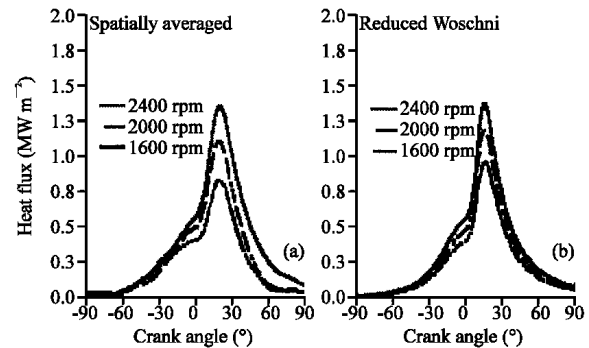 Spatially averaged
2.0
1.8
1.5
1.3
1.0
0.8
0.5
0.3
0.0
Heat flux (MW m⁻²)
2400 rpm
2000 rpm
1600 rpm
(a)
-90 -60 -30 0 30 60 90
Crank angle (°)
Reduced Woschni
2.0
1.8
1.5
1.3
1.0
0.8
0.5
0.3
0.0
2400 rpm
2000 rpm
1600 rpm
(b)
-90 -60 -30 0 30 60 90
Crank angle (°)